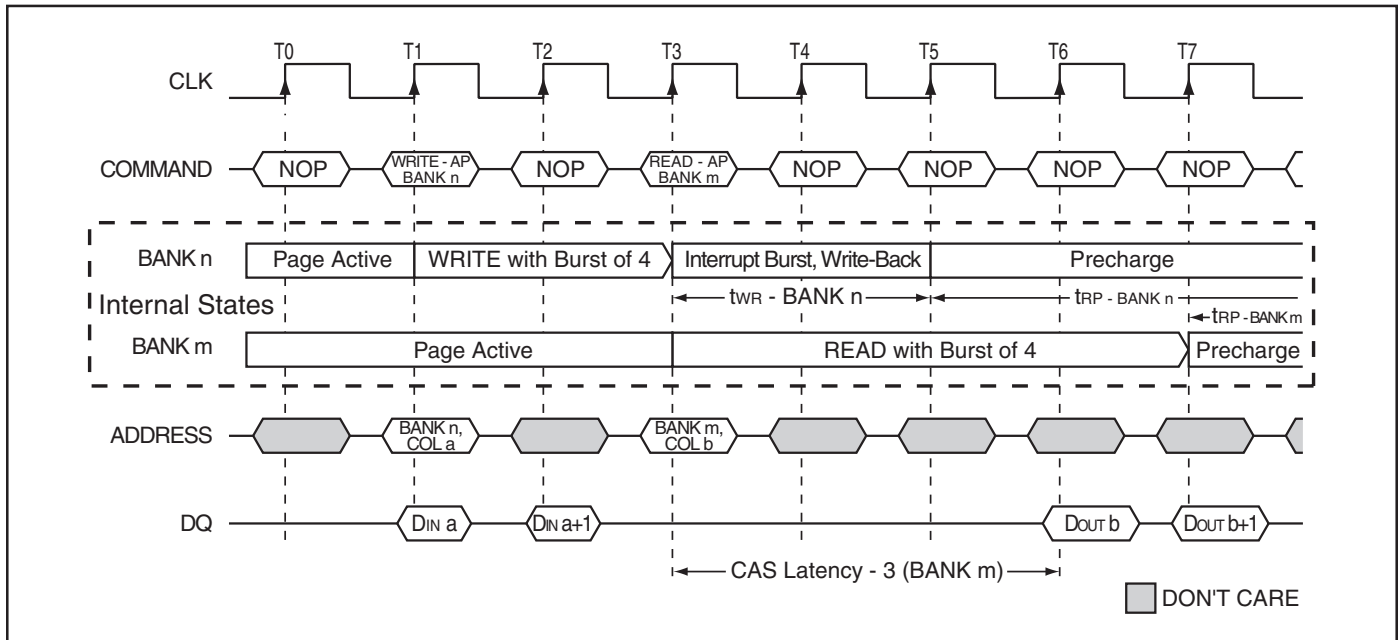 T0 T1 T2 T3 T4 T5 T6 T7
CLK
COMMAND NOP WRITE - AP BANK n NOP READ - AP BANK m NOP NOP NOP NOP
BANK n Page Active WRITE with Burst of 4 Interrupt Burst, Write-Back Precharge
tWR - BANK n tRP - BANK n
Internal States
tRP - BANK m
BANK m Page Active READ with Burst of 4 Precharge
ADDRESS BANK n, COL a BANK m, COL b
DQ DIN a DIN a+1 DOUT b DOUT b+1
CAS Latency - 3 (BANK m)
DON'T CARE